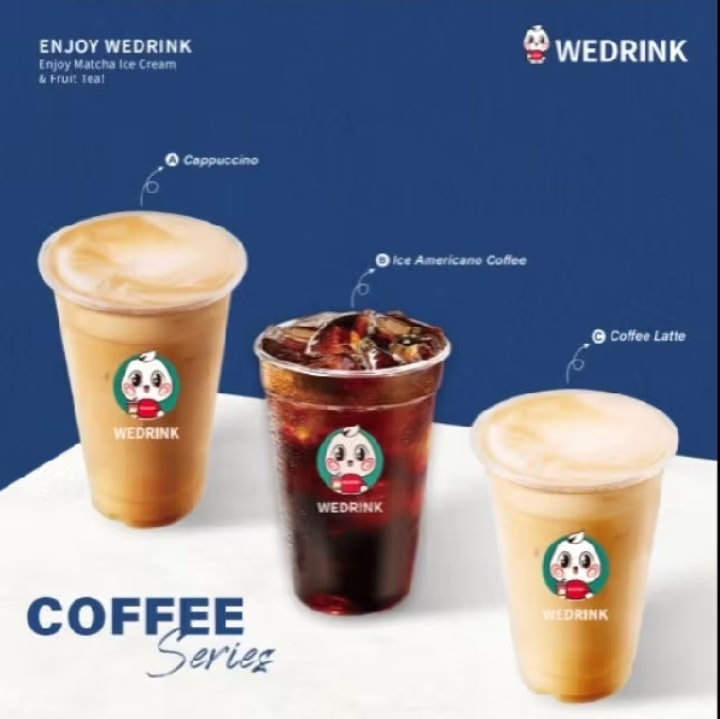 ENJOY WEDRINK
Enjoy Matcha Ice Cream
& Fruit Tea!
WEDRINK
A Cappuccino
B Ice Americano Coffee
C Coffee Latte
WEDRINK
WEDRINK
WEDRINK
COFFEE
Series